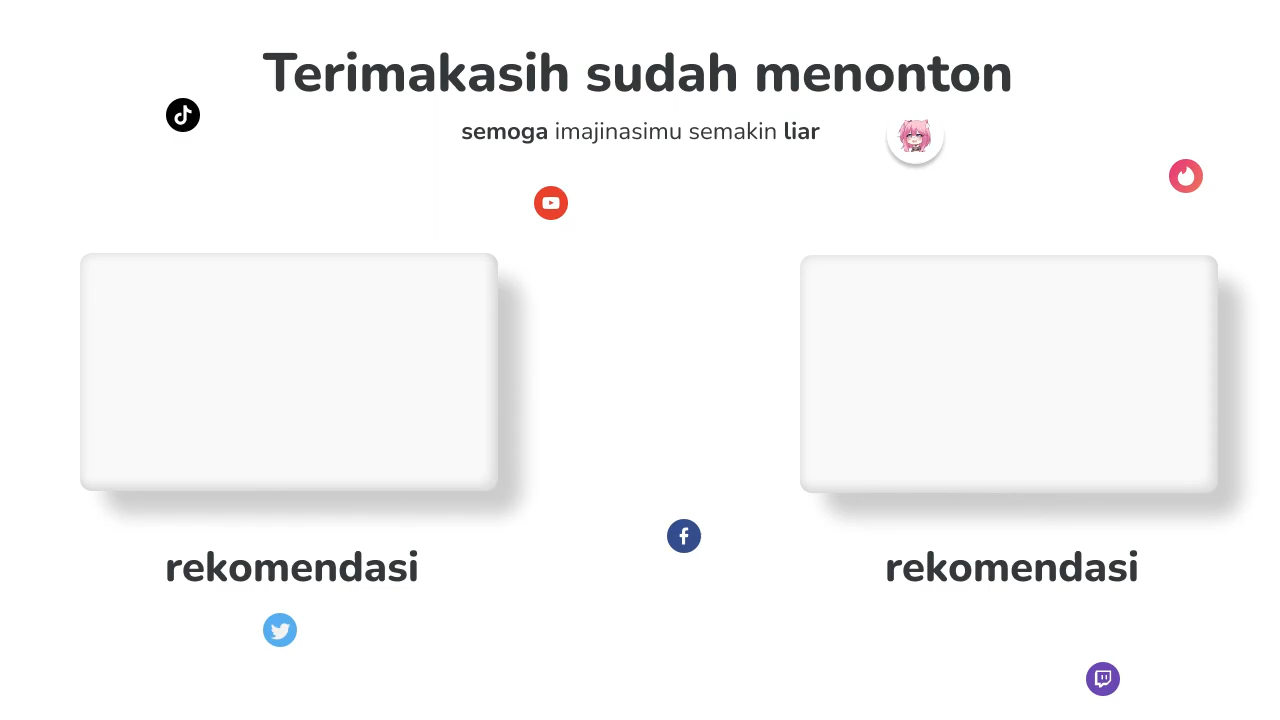 Terimakasih sudah menonton
semoga imajinasimu semakin liar
rekomendasi
rekomendasi